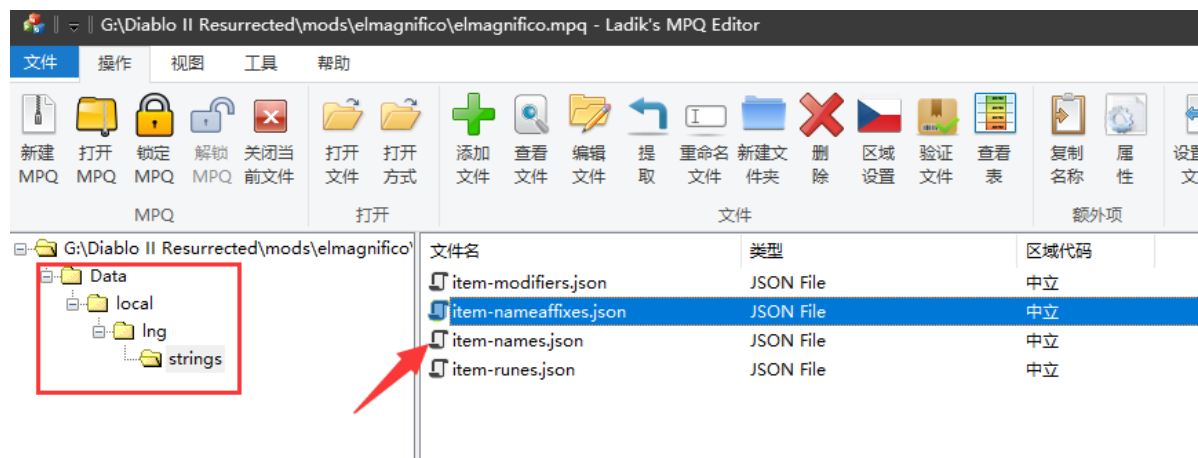 G:\Diablo II Resurrected\mods\elmagnifico\elmagnifico.mpq - Ladik's MPQ Editor
文件 操作 视图 工具 帮助
新建 打开 锁定 解锁 关闭当 打开 打开 添加 查看 编辑 提 重命名 新建文 删 区域 验证 查看 复制 属 设置
MPQ MPQ MPQ MPQ 前文件 文件 方式 文件 文件 文件 取 文件 件夹 除 设置 文件 表 名称 性 文
MPQ 打开 文件 额外项
G:\Diablo II Resurrected\mods\elmagnifico\ 文件名 类型 区域代码
Data
item-modifiers.json JSON File 中立
local
item-nameaffixes.json JSON File 中立
lng
item-names.json JSON File 中立
strings
item-runes.json JSON File 中立